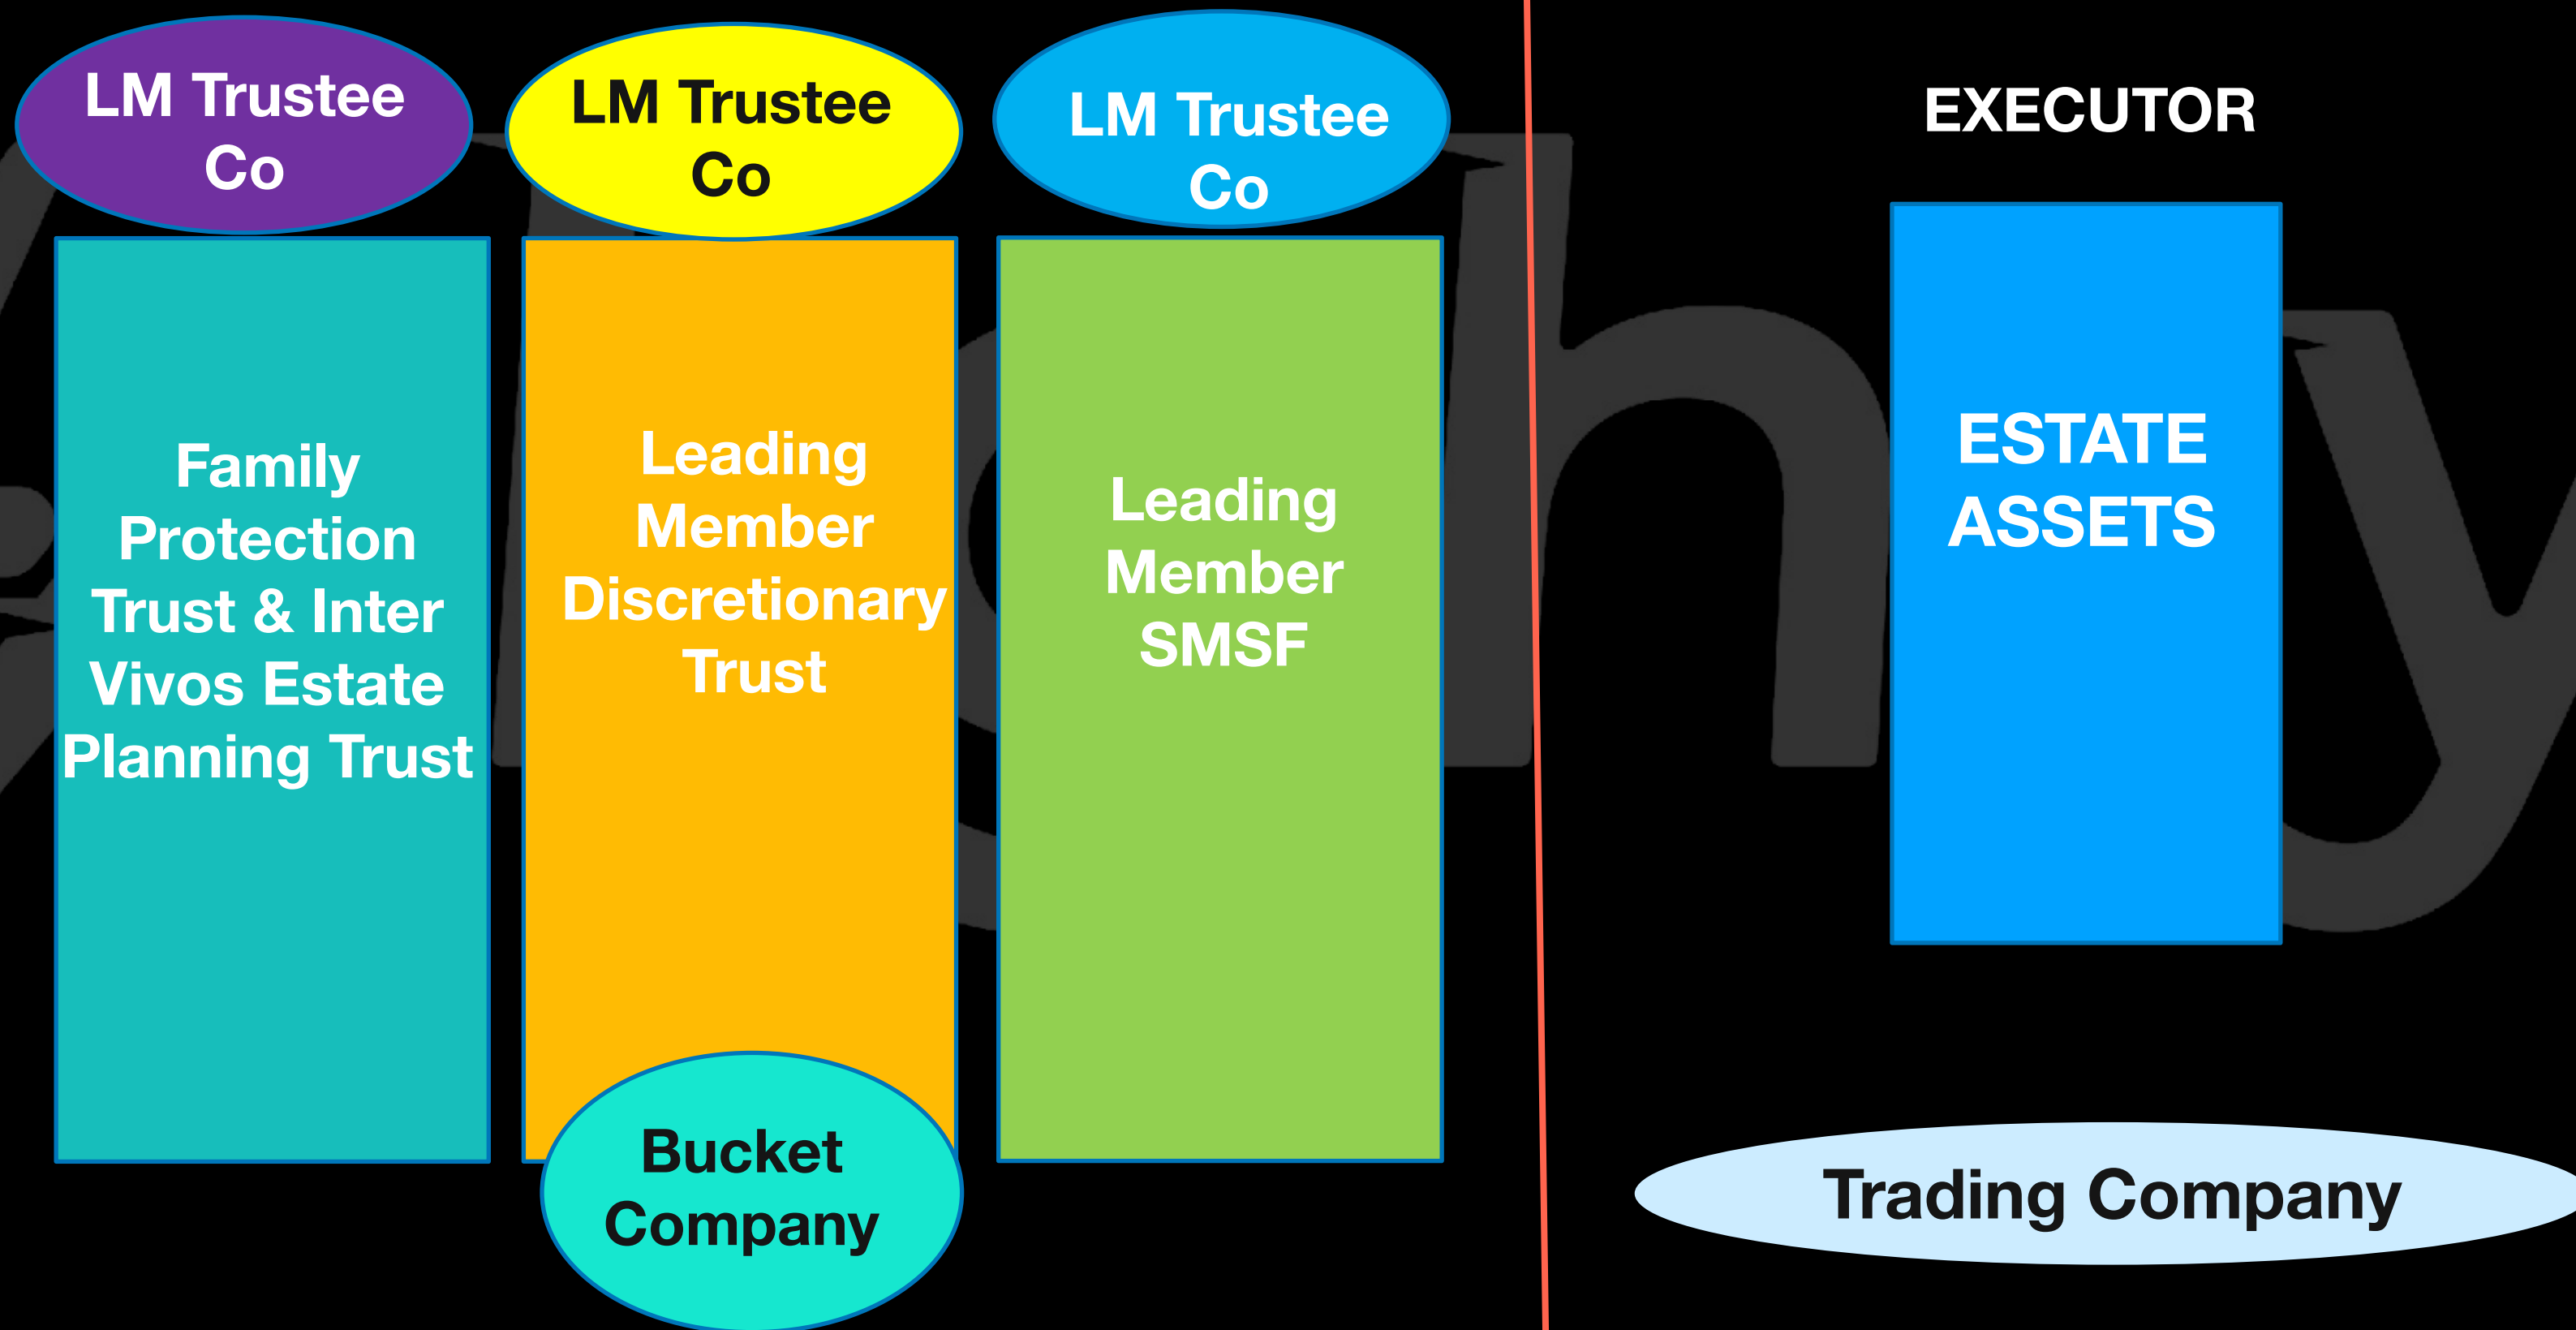 LM Trustee
Co
LM Trustee
Co
LM Trustee
Co
EXECUTOR
Family
Protection
Trust & Inter
Vivos Estate
Planning Trust
Leading
Member
Discretionary
Trust
Leading
Member
SMSF
ESTATE
ASSETS
Bucket
Company
Trading Company